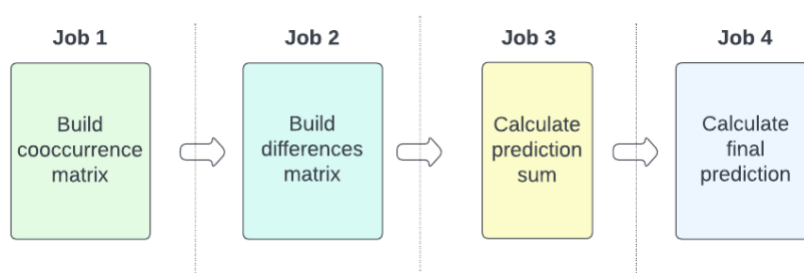 Job 1
Build
cooccurrence
matrix
Job 2
Build
differences
matrix
Job 3
Calculate
prediction
sum
Job 4
Calculate
final
prediction